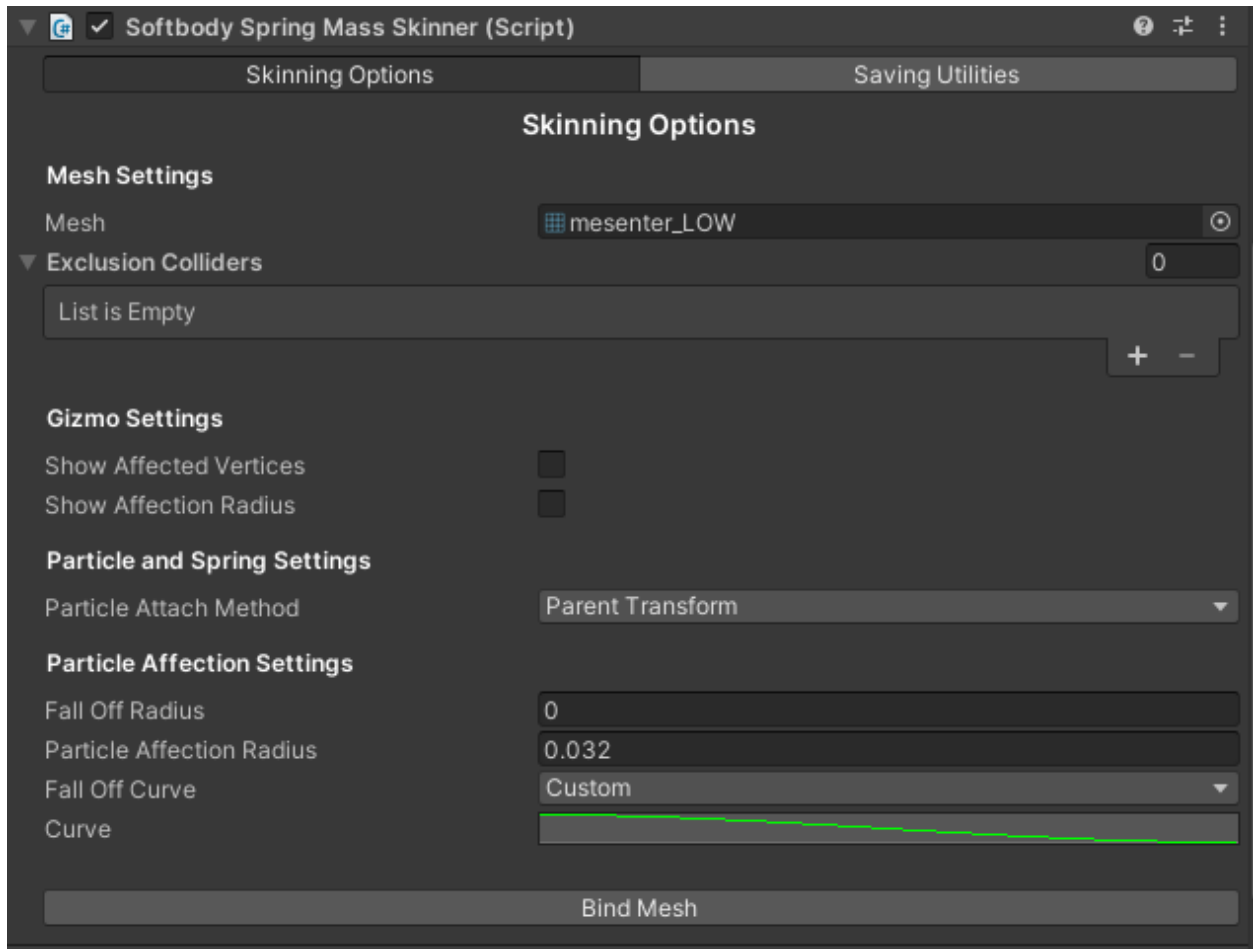 Softbody Spring Mass Skinner (Script)
Skinning Options Saving Utilities
Skinning Options
Mesh Settings
Mesh mesenter_LOW
Exclusion Colliders 0
List is Empty
+ −
Gizmo Settings
Show Affected Vertices
Show Affection Radius
Particle and Spring Settings
Particle Attach Method Parent Transform
Particle Affection Settings
Fall Off Radius 0
Particle Affection Radius 0.032
Fall Off Curve Custom
Curve
Bind Mesh